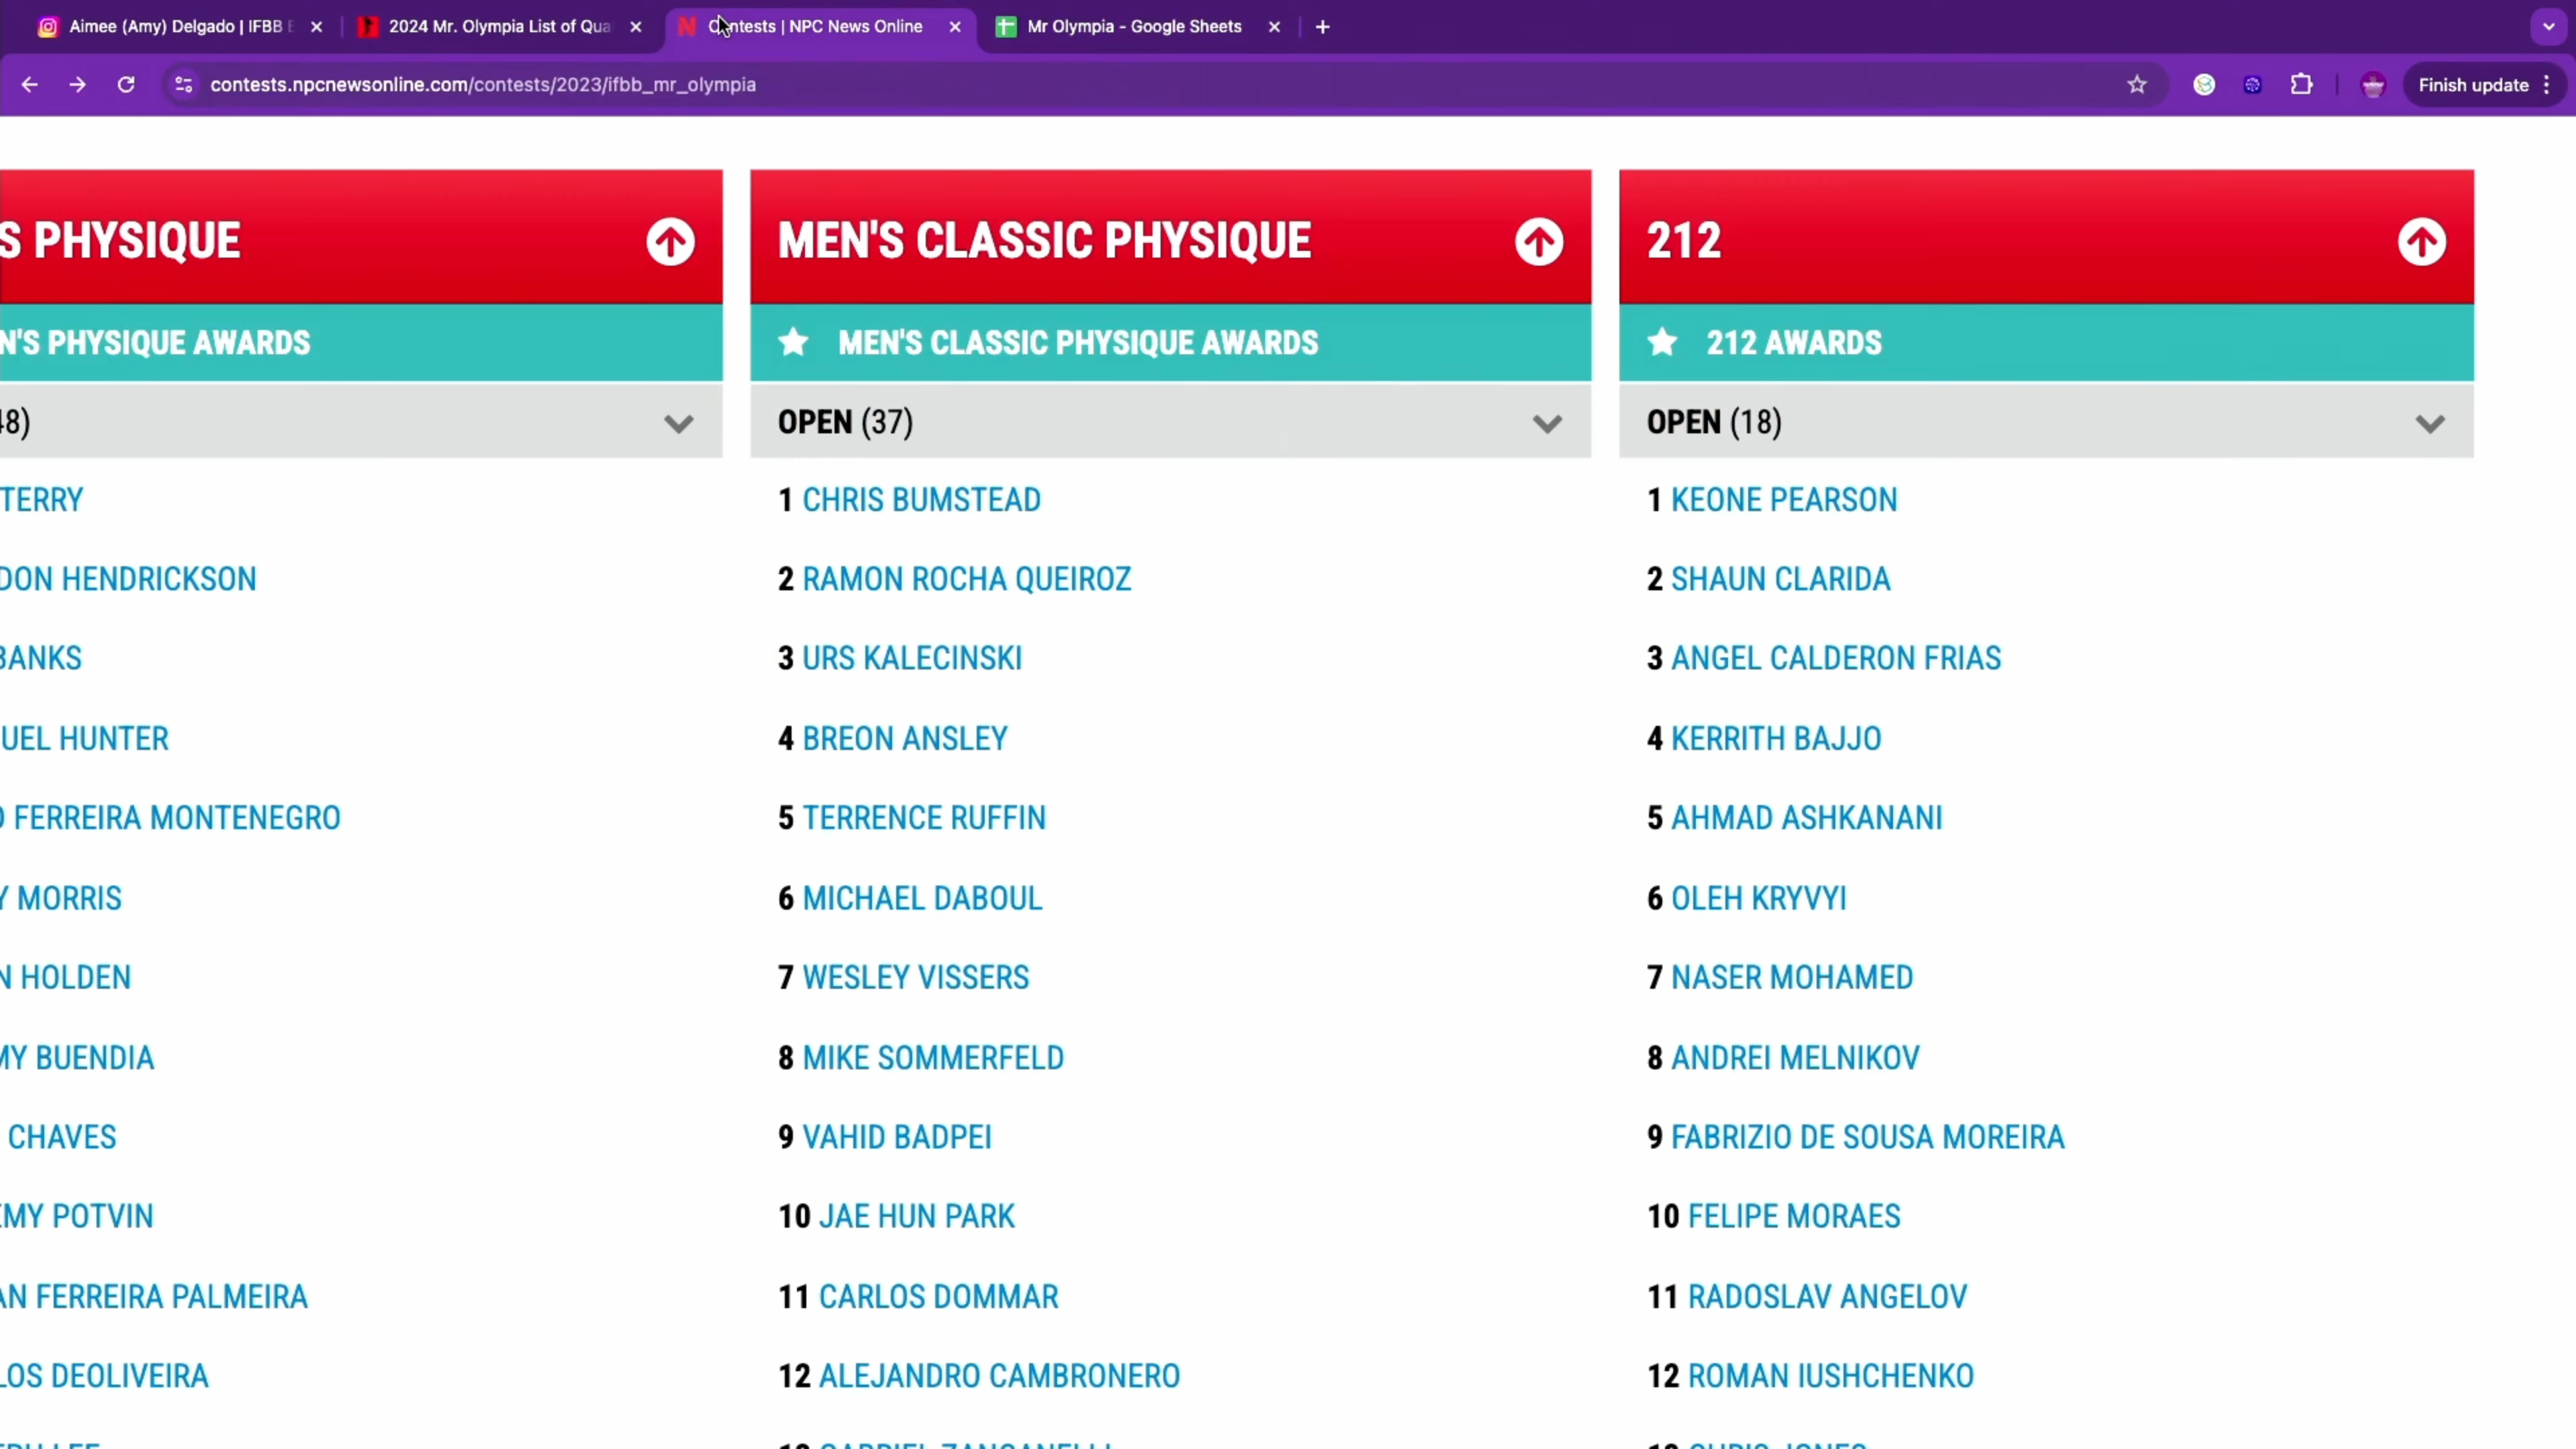 Aimee (Amy) Delgado | IFBB E
2024 Mr. Olympia List of Qua
Contests | NPC News Online
Mr Olympia - Google Sheets
contests.npcnewsonline.com/contests/2023/ifbb_mr_olympia
Finish update
S PHYSIQUE
N'S PHYSIQUE AWARDS
48)
TERRY
DON HENDRICKSON
BANKS
UEL HUNTER
O FERREIRA MONTENEGRO
Y MORRIS
N HOLDEN
MY BUENDIA
CHAVES
EMY POTVIN
AN FERREIRA PALMEIRA
LOS DEOLIVEIRA
MEN'S CLASSIC PHYSIQUE
MEN'S CLASSIC PHYSIQUE AWARDS
OPEN (37)
1 CHRIS BUMSTEAD
2 RAMON ROCHA QUEIROZ
3 URS KALECINSKI
4 BREON ANSLEY
5 TERRENCE RUFFIN
6 MICHAEL DABOUL
7 WESLEY VISSERS
8 MIKE SOMMERFELD
9 VAHID BADPEI
10 JAE HUN PARK
11 CARLOS DOMMAR
12 ALEJANDRO CAMBRONERO
212
212 AWARDS
OPEN (18)
1 KEONE PEARSON
2 SHAUN CLARIDA
3 ANGEL CALDERON FRIAS
4 KERRITH BAJJO
5 AHMAD ASHKANANI
6 OLEH KRYVYI
7 NASER MOHAMED
8 ANDREI MELNIKOV
9 FABRIZIO DE SOUSA MOREIRA
10 FELIPE MORAES
11 RADOSLAV ANGELOV
12 ROMAN IUSHCHENKO